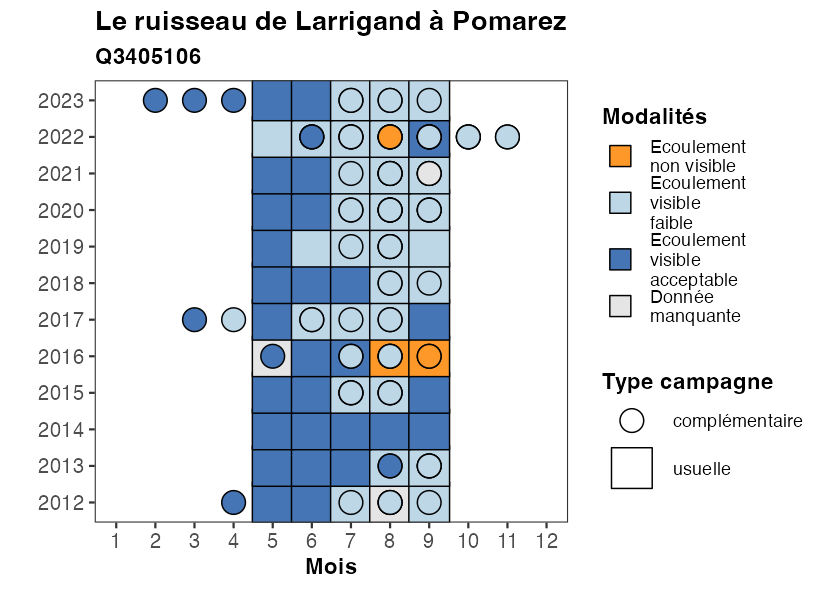 Le ruisseau de Larrigand à Pomarez
Q3405106
2023
2022
2021
2020
2019
2018
2017
2016
2015
2014
2013
2012
1 2 3 4 5 6 7 8 9 10 11 12
Mois
Modalités
Ecoulement
non visible
Ecoulement
visible
faible
Ecoulement
visible
acceptable
Donnée
manquante
Type campagne
complémentaire
usuelle